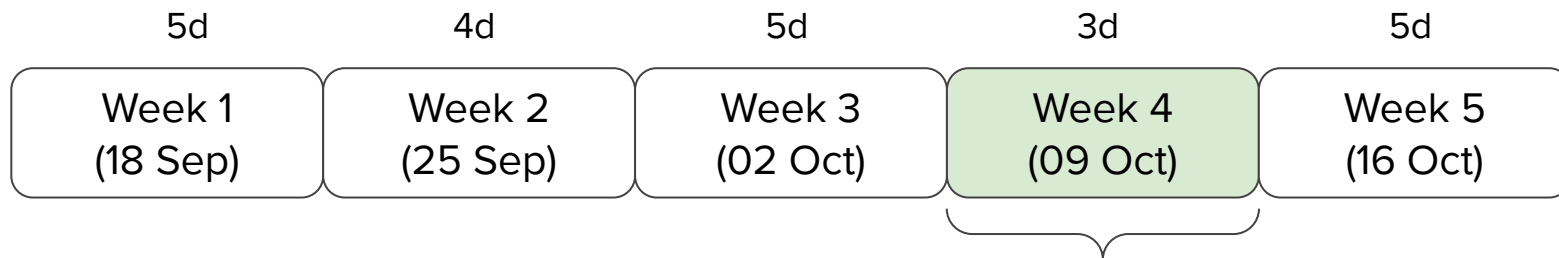 5d 4d 5d 3d 5d
Week 1 Week 2 Week 3 Week 4 Week 5
(18 Sep) (25 Sep) (02 Oct) (09 Oct) (16 Oct)